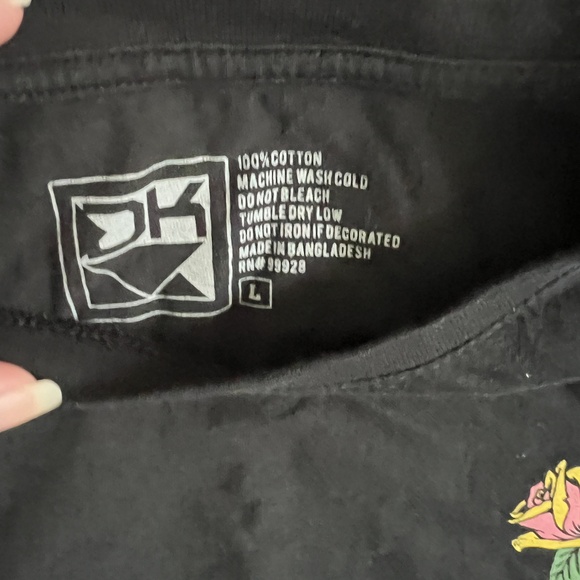 DK
100% COTTON
MACHINE WASH COLD
DO NOT BLEACH
TUMBLE DRY LOW
DO NOT IRON IF DECORATED
MADE IN BANGLADESH
RN# 99928
L